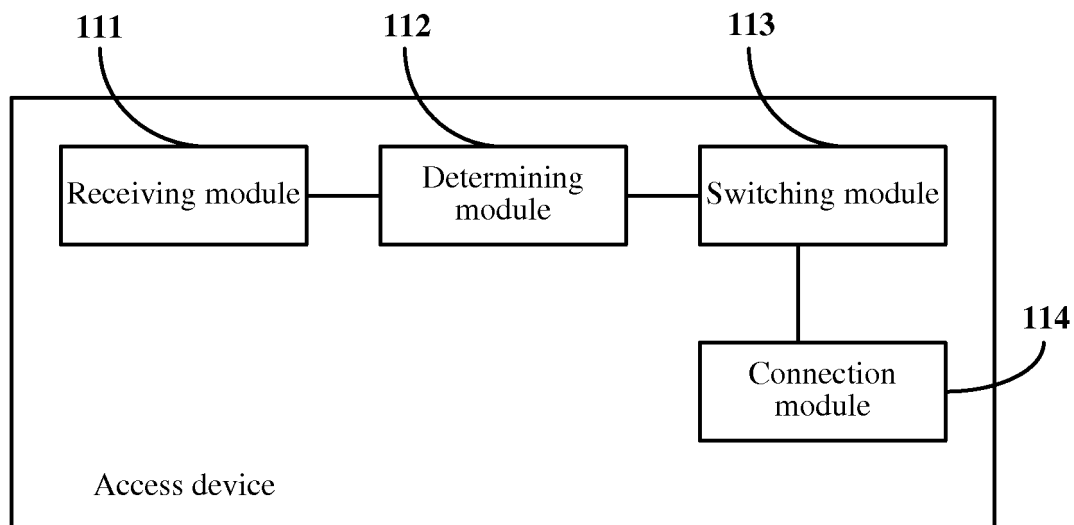 111
112
113
Receiving module
Determining
module
Switching module
114
Connection
module
Access device